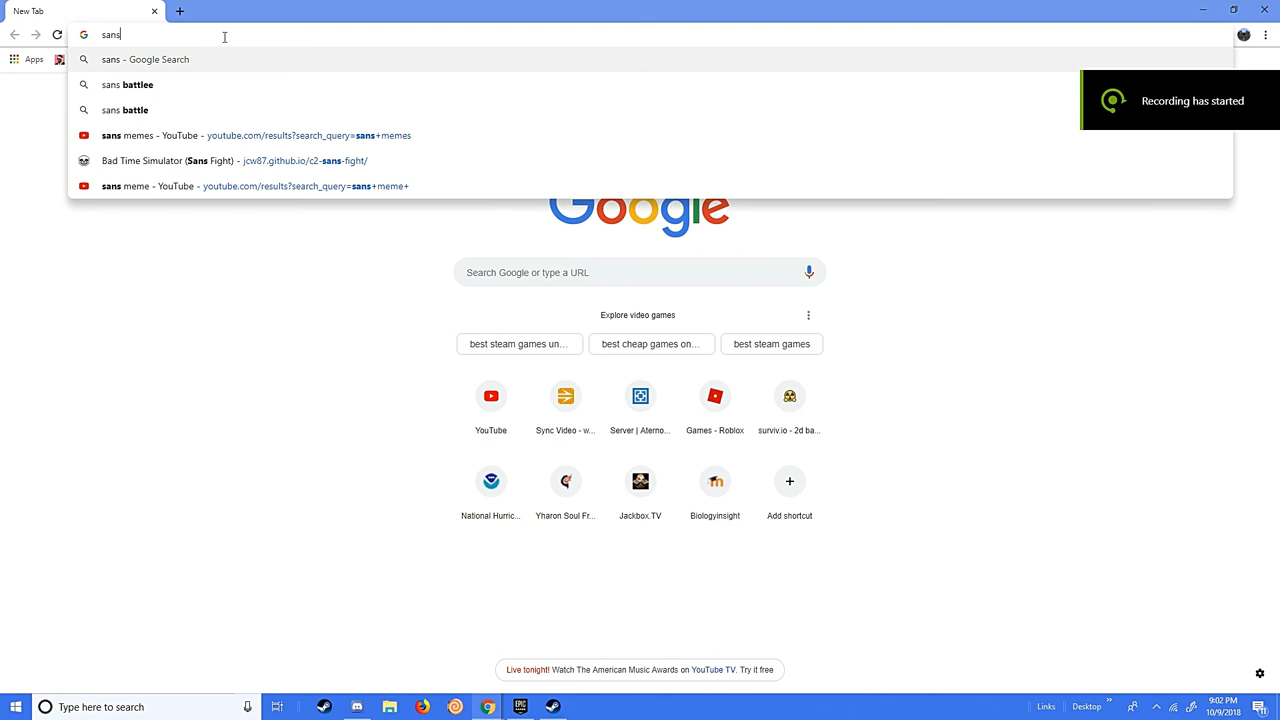 New Tab
sans
sans - Google Search
Apps
sans battlee
sans battle
Recording has started
sans memes - YouTube - youtube.com/results?search_query=sans+memes
Bad Time Simulator (Sans Fight) - jcw87.github.io/c2-sans-fight/
sans meme - YouTube - youtube.com/results?search_query=sans+meme+
Google
Search Google or type a URL
Explore video games
best steam games un...
best cheap games on...
best steam games
YouTube
Sync Video - w...
Server | Aterno...
Games - Roblox
surviv.io - 2d ba...
National Hurric...
Yharon Soul Fr...
Jackbox.TV
Biologyinsight
Add shortcut
Live tonight! Watch The American Music Awards on YouTube TV. Try it free
Type here to search
EPIC
Links
Desktop
9:02 PM
10/9/2018